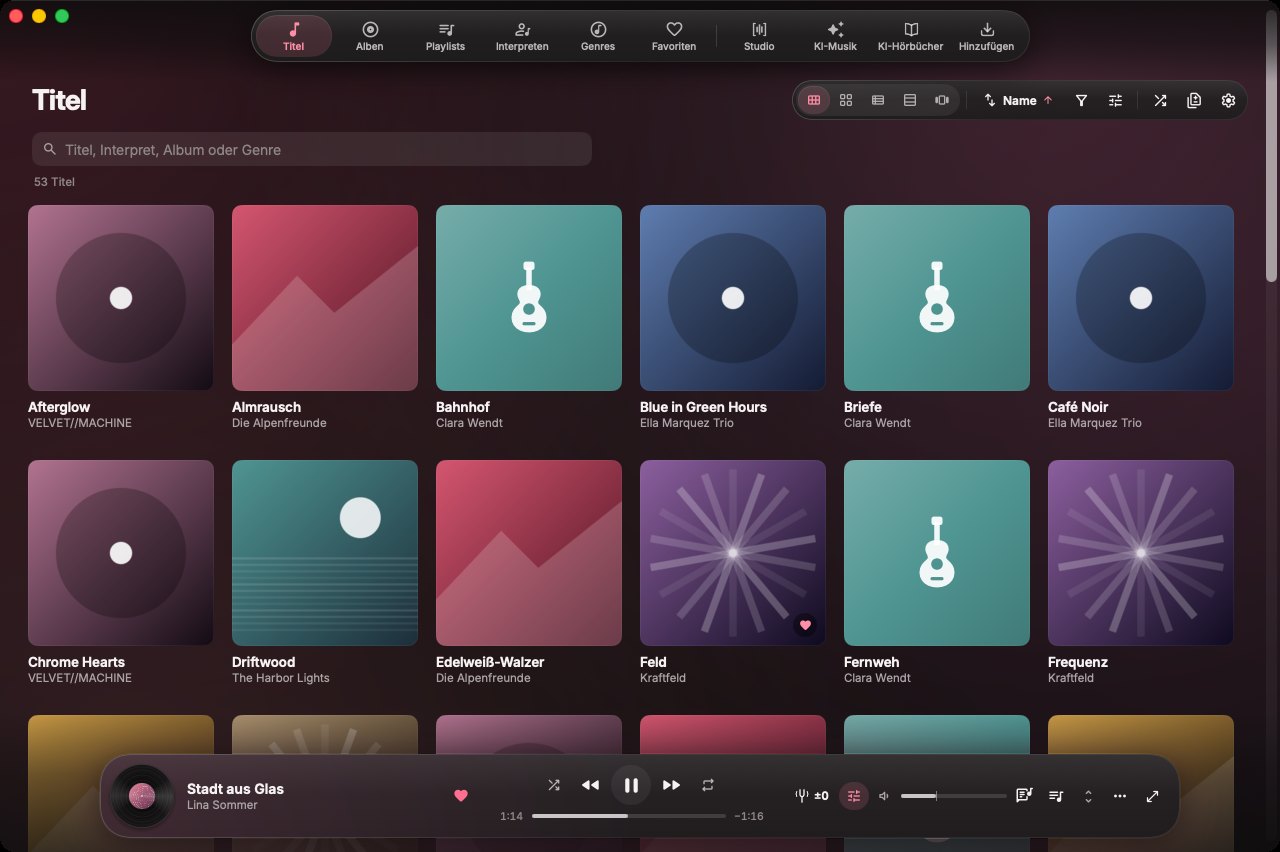 Titel
Alben
Playlists
Interpreten
Genres
Favoriten
Studio
KI-Musik
KI-Hörbücher
Hinzufügen
Titel
Name
Titel, Interpret, Album oder Genre
53 Titel
Afterglow
VELVET//MACHINE
Almrausch
Die Alpenfreunde
Bahnhof
Clara Wendt
Blue in Green Hours
Ella Marquez Trio
Briefe
Clara Wendt
Café Noir
Ella Marquez Trio
Chrome Hearts
VELVET//MACHINE
Driftwood
The Harbor Lights
Edelweiß-Walzer
Die Alpenfreunde
Feld
Kraftfeld
Fernweh
Clara Wendt
Frequenz
Kraftfeld
Stadt aus Glas
Lina Sommer
1:14
−1:16
±0